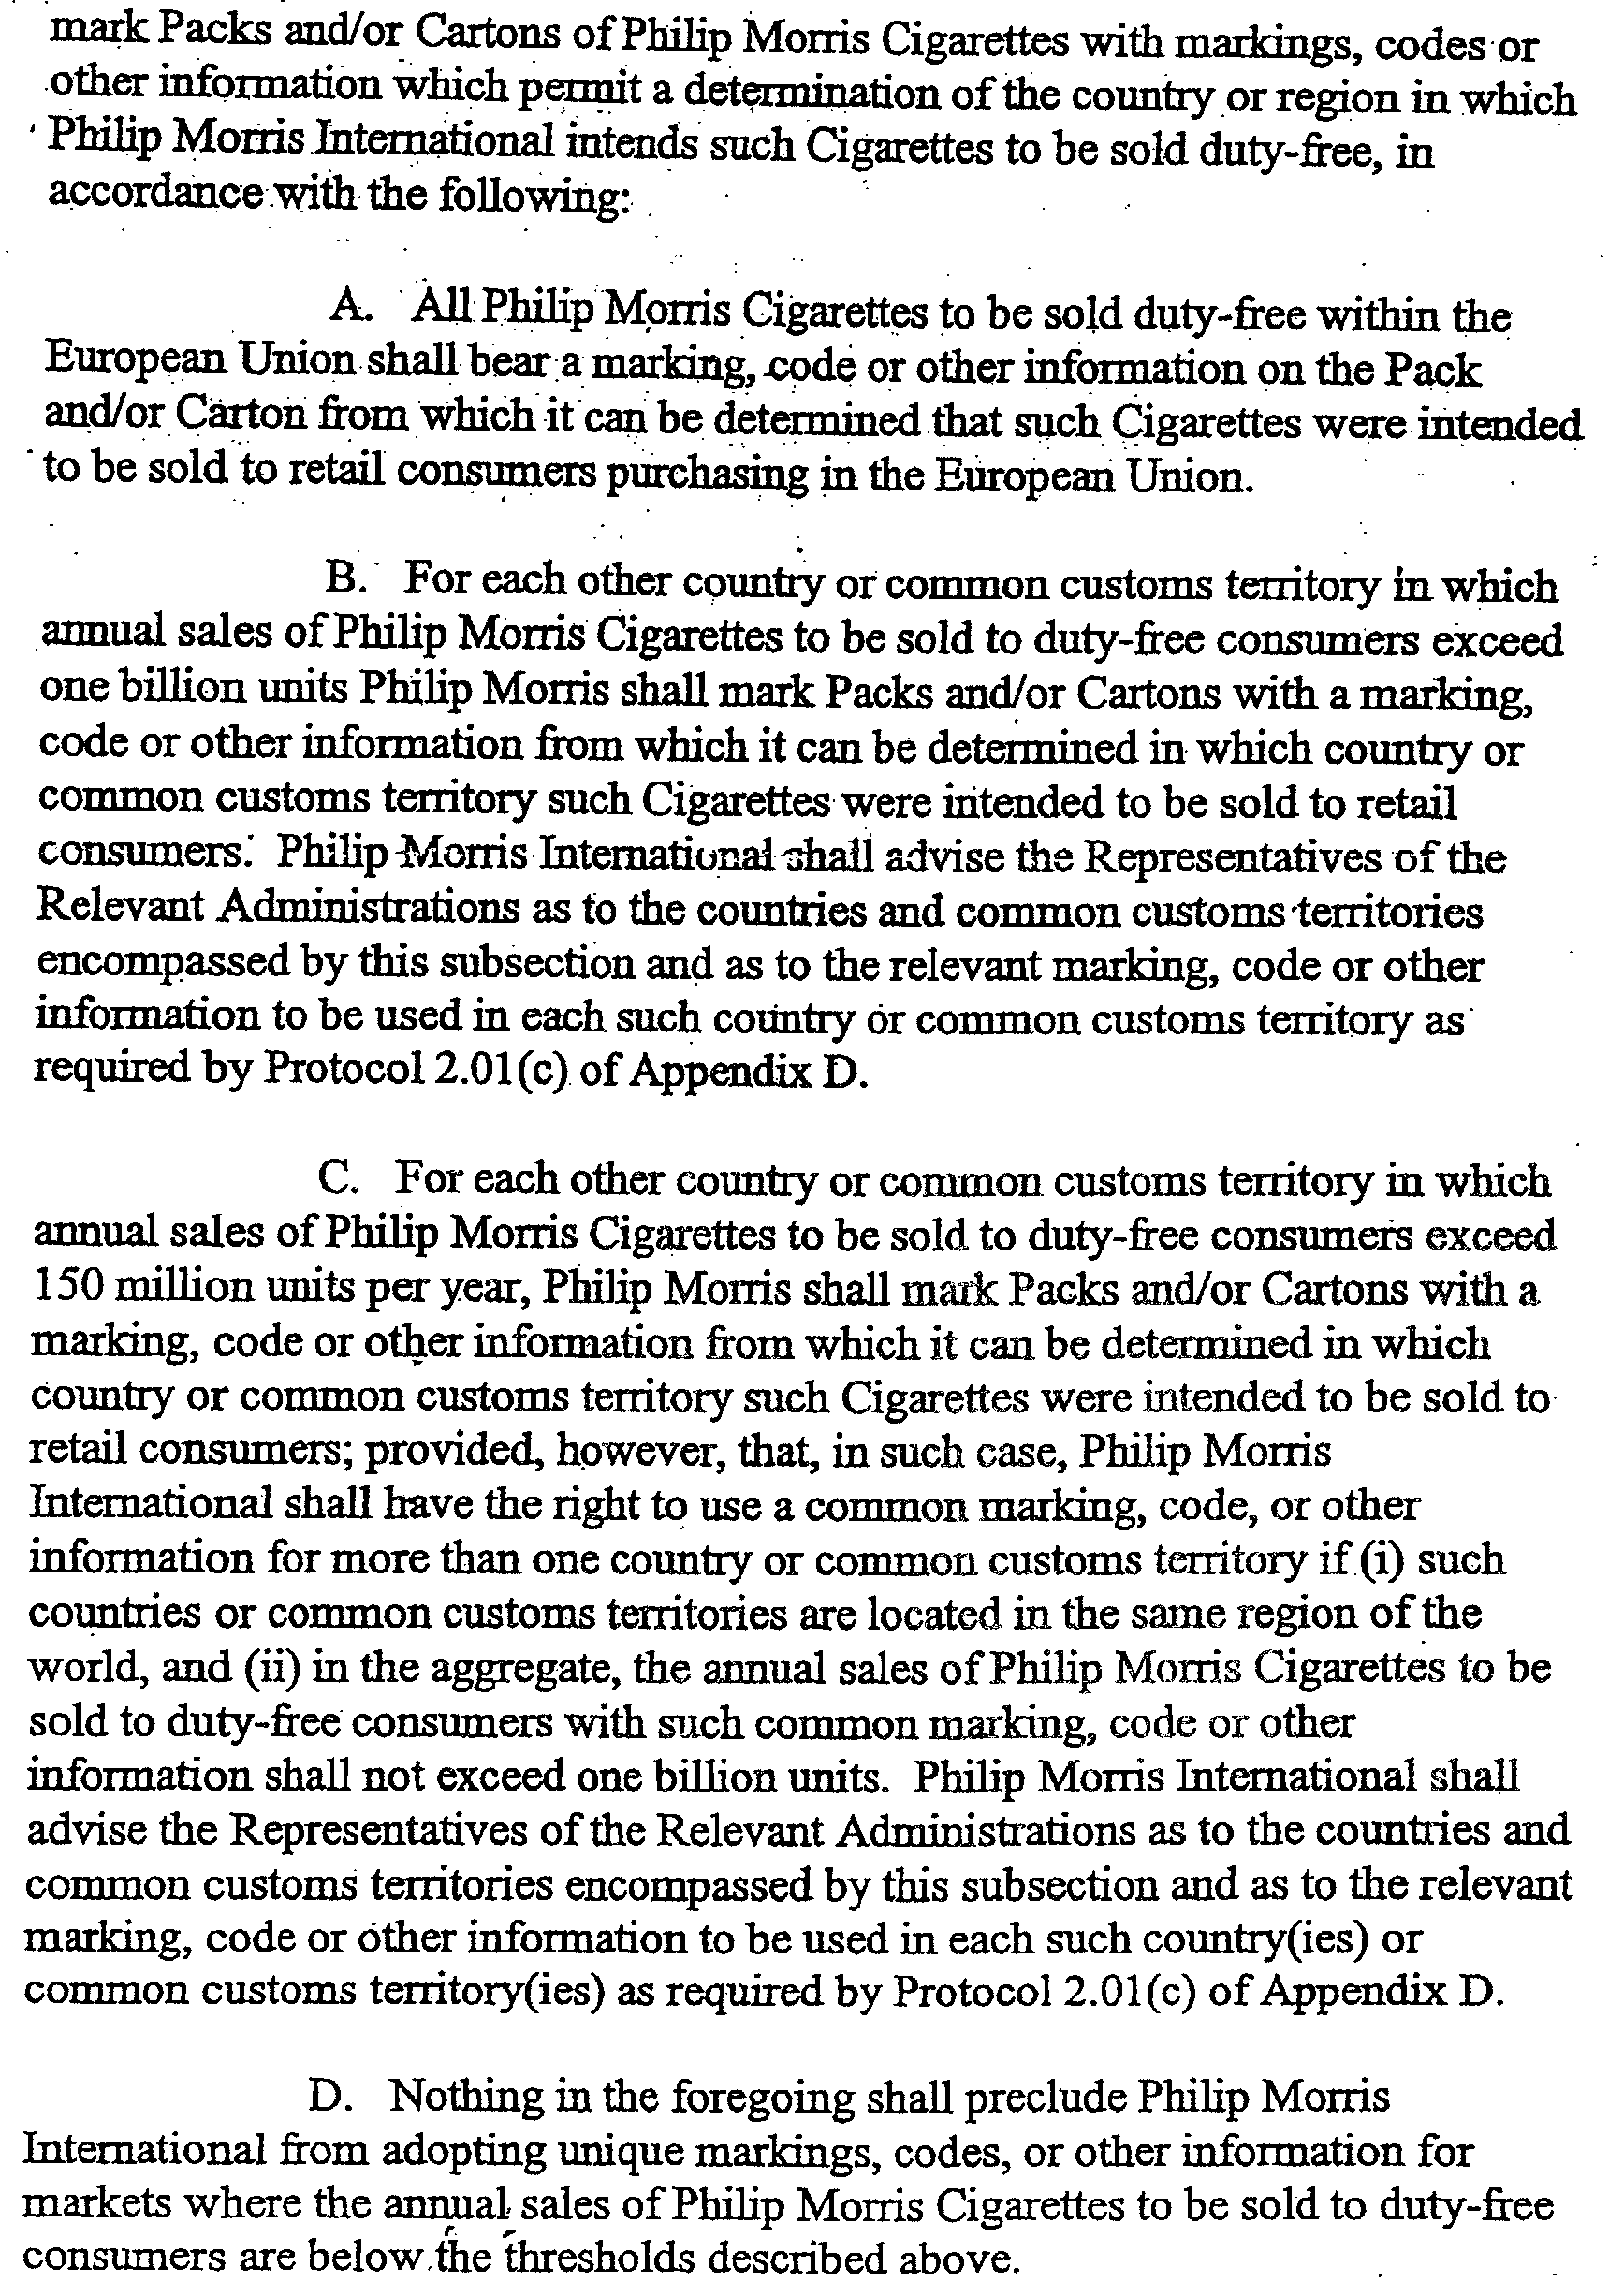 mark Packs and/or Cartons of Philip Morris Cigarettes with markings, codes or
other information which permit a determination of the country or region in which
Philip Morris International intends such Cigarettes to be sold duty-free, in
accordance with the following:
A. All Philip Morris Cigarettes to be sold duty-free within the
European Union shall bear a marking, code or other information on the Pack
and/or Carton from which it can be determined that such Cigarettes were intended
to be sold to retail consumers purchasing in the European Union.
B. For each other country or common customs territory in which
annual sales of Philip Morris Cigarettes to be sold to duty-free consumers exceed
one billion units Philip Morris shall mark Packs and/or Cartons with a marking,
code or other information from which it can be determined in which country or
common customs territory such Cigarettes were intended to be sold to retail
consumers. Philip Morris International shall advise the Representatives of the
Relevant Administrations as to the countries and common customs territories
encompassed by this subsection and as to the relevant marking, code or other
information to be used in each such country or common customs territory as
required by Protocol 2.01(c) of Appendix D.
C. For each other country or common customs territory in which
annual sales of Philip Morris Cigarettes to be sold to duty-free consumers exceed
150 million units per year, Philip Morris shall mark Packs and/or Cartons with a
marking, code or other information from which it can be determined in which
country or common customs territory such Cigarettes were intended to be sold to
retail consumers; provided, however, that, in such case, Philip Morris
International shall have the right to use a common marking, code, or other
information for more than one country or common customs territory if (i) such
countries or common customs territories are located in the same region of the
world, and (ii) in the aggregate, the annual sales of Philip Morris Cigarettes to be
sold to duty-free consumers with such common marking, code or other
information shall not exceed one billion units. Philip Morris International shall
advise the Representatives of the Relevant Administrations as to the countries and
common customs territories encompassed by this subsection and as to the relevant
marking, code or other information to be used in each such country(ies) or
common customs territory(ies) as required by Protocol 2.01(c) of Appendix D.
D. Nothing in the foregoing shall preclude Philip Morris
International from adopting unique markings, codes, or other information for
markets where the annual sales of Philip Morris Cigarettes to be sold to duty-free
consumers are below the thresholds described above.